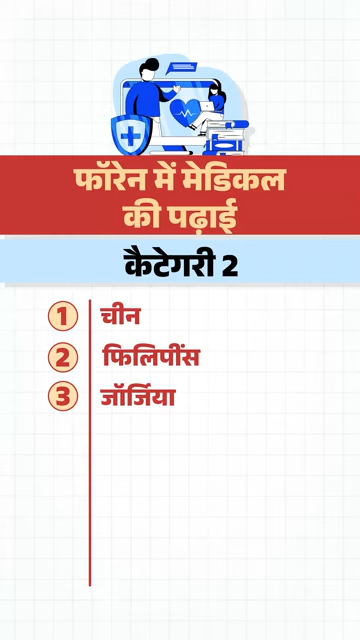 फॉरेन में मेडिकल
की पढ़ाई
कैटेगरी 2
1 चीन
2 फिलिपींस
3 जॉर्जिया